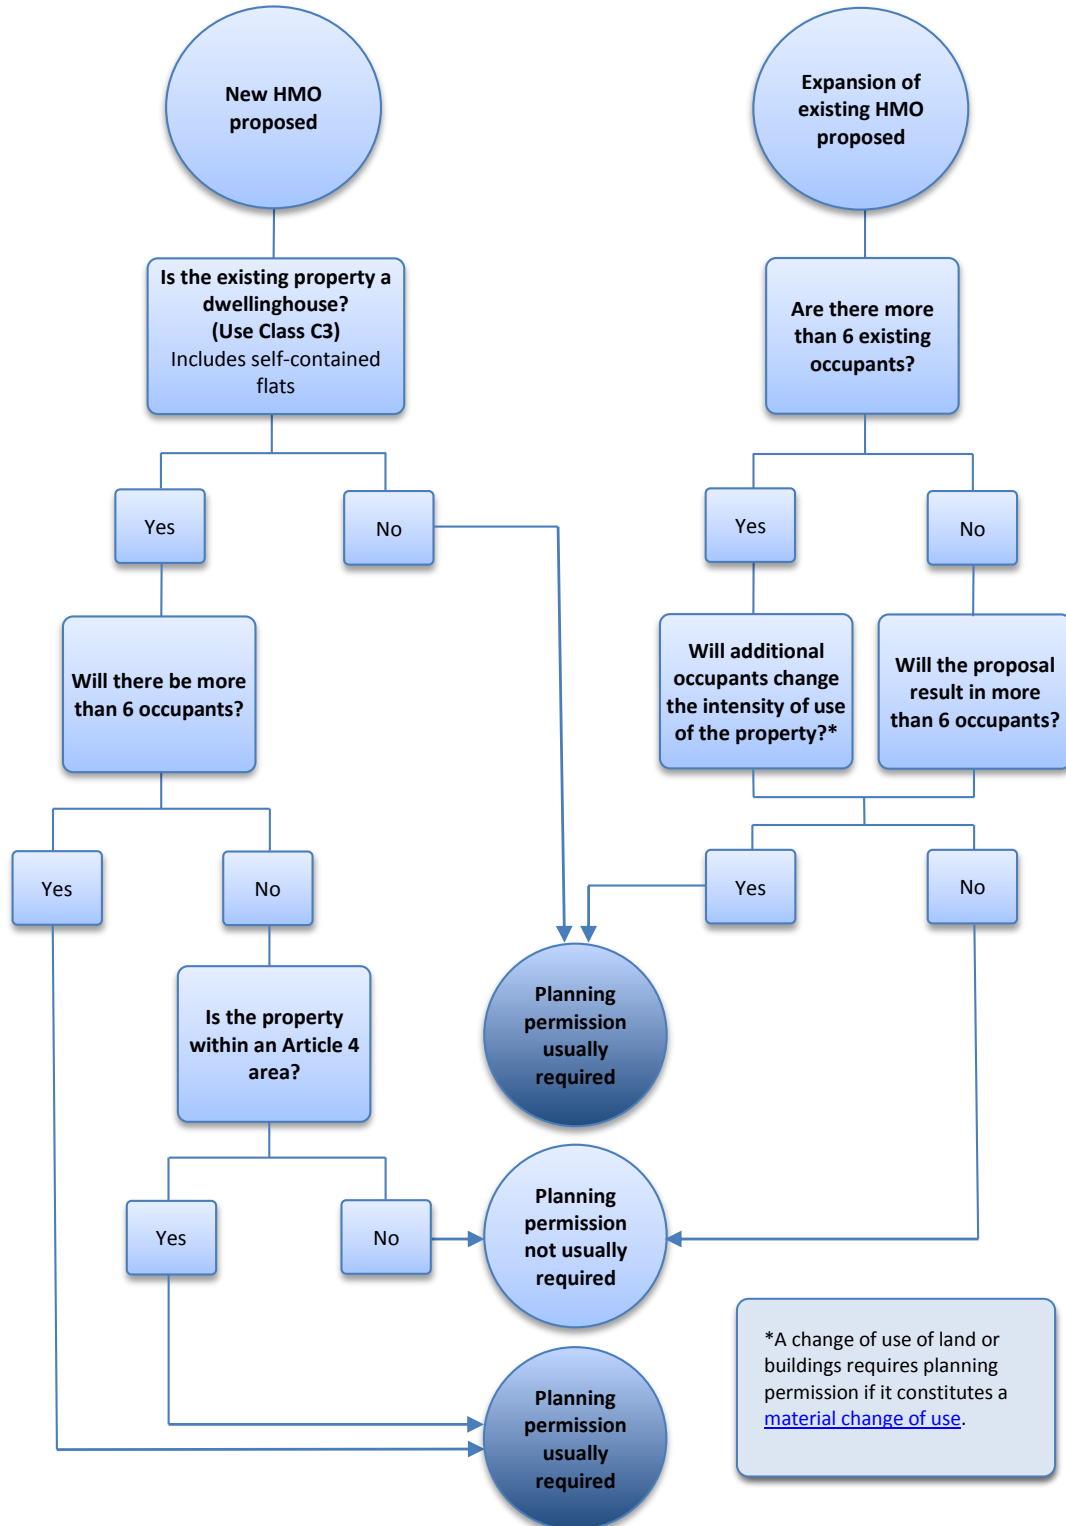 New HMO
proposed
Expansion of
existing HMO
proposed
Is the existing property a
dwellinghouse?
(Use Class C3)
Includes self-contained
flats
Are there more
than 6 existing
occupants?
Yes
No
Yes
No
Will there be more
than 6 occupants?
Will additional
occupants change
the intensity of use
of the property?*
Will the proposal
result in more
than 6 occupants?
Yes
No
Yes
No
Planning
permission
usually
required
Is the property
within an Article 4
area?
Yes
No
Planning
permission
not usually
required
Planning
permission
usually
required
*A change of use of land or
buildings requires planning
permission if it constitutes a
material change of use.